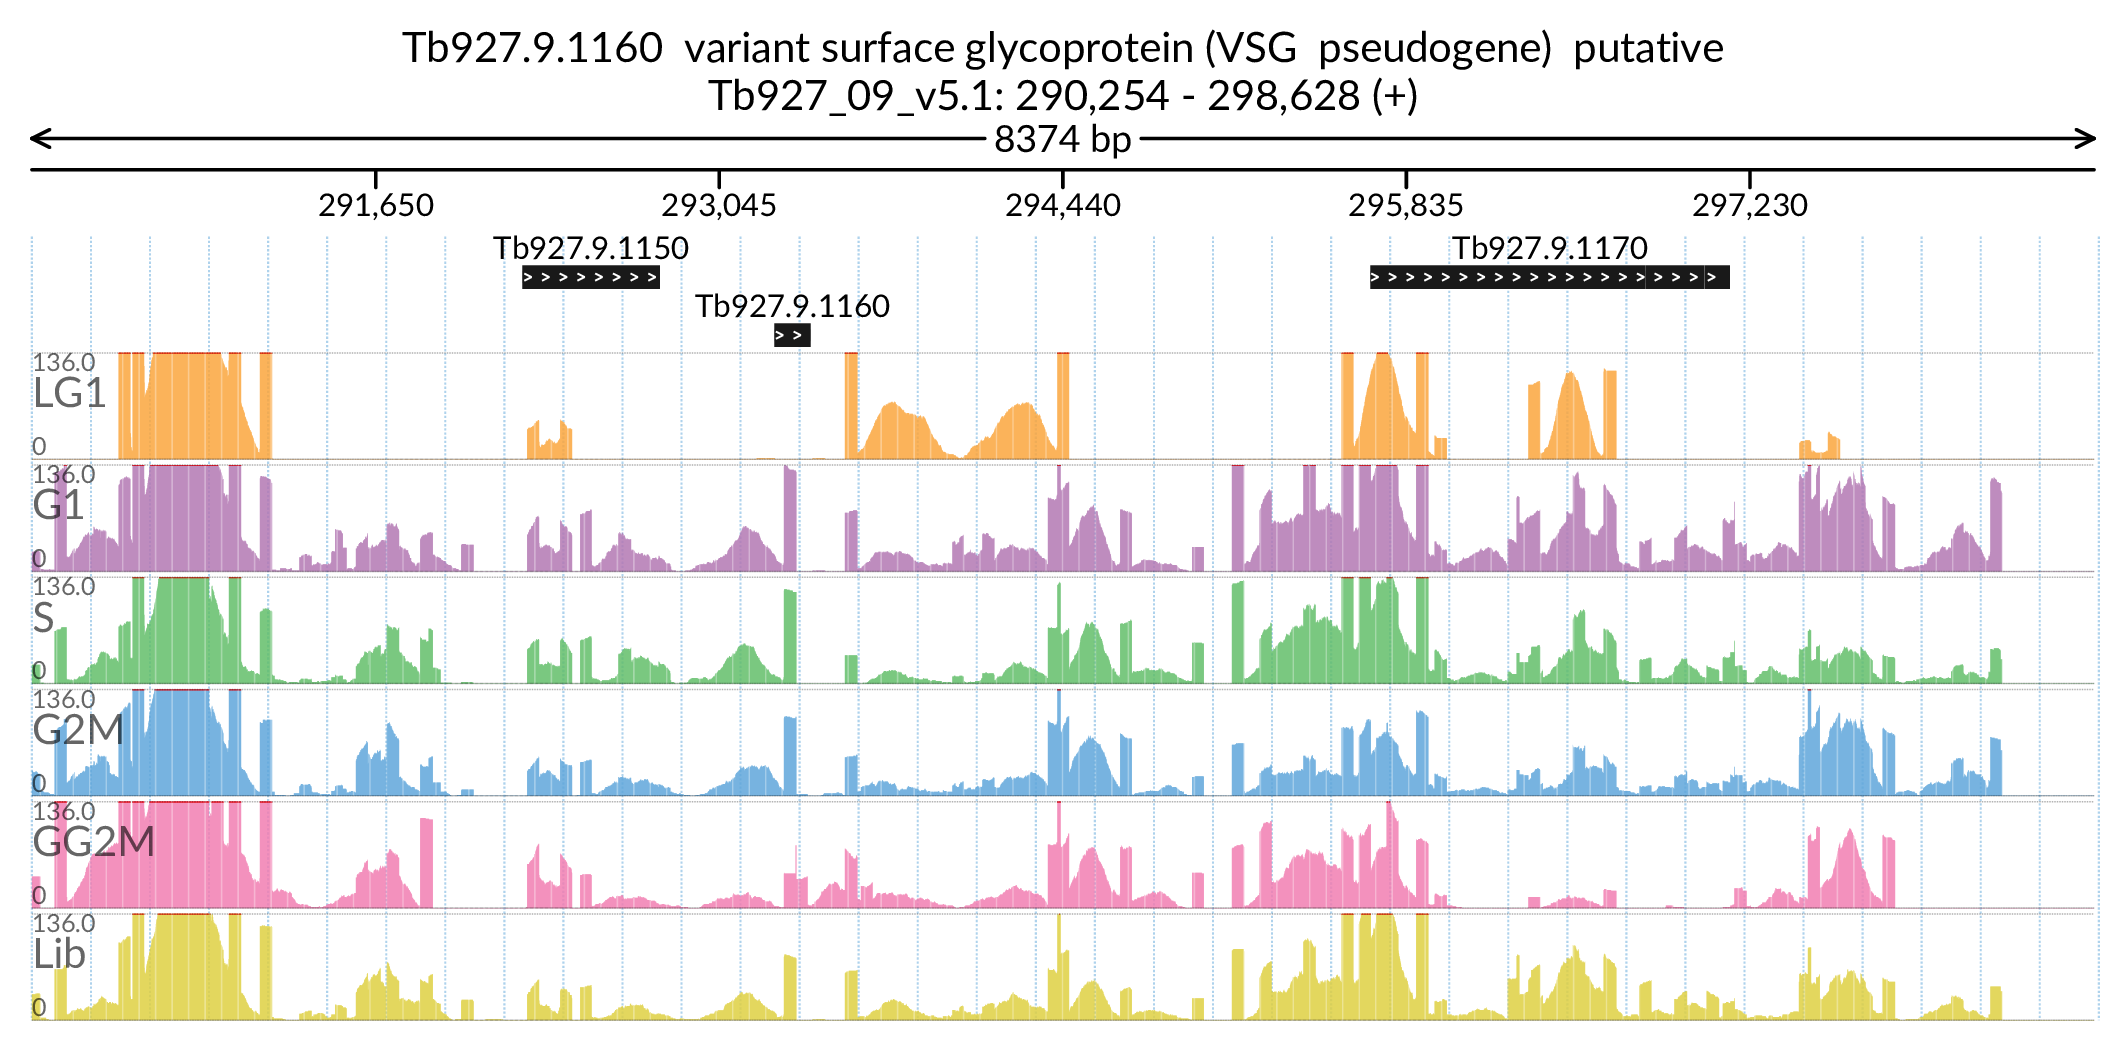 Tb927.9.1160  variant surface glycoprotein (VSG  pseudogene)  putative
Tb927_09_v5.1: 290,254 - 298,628 (+)
8374 bp
291,650 293,045 294,440 295,835 297,230
Tb927.9.1150 Tb927.9.1170
> > > > > > > > > > > > > > > > > > > > > > > > > > > >
Tb927.9.1160
> >
136.0
LG1
0
136.0
G1
0
136.0
S
0
136.0
G2M
0
136.0
GG2M
0
136.0
Lib
0